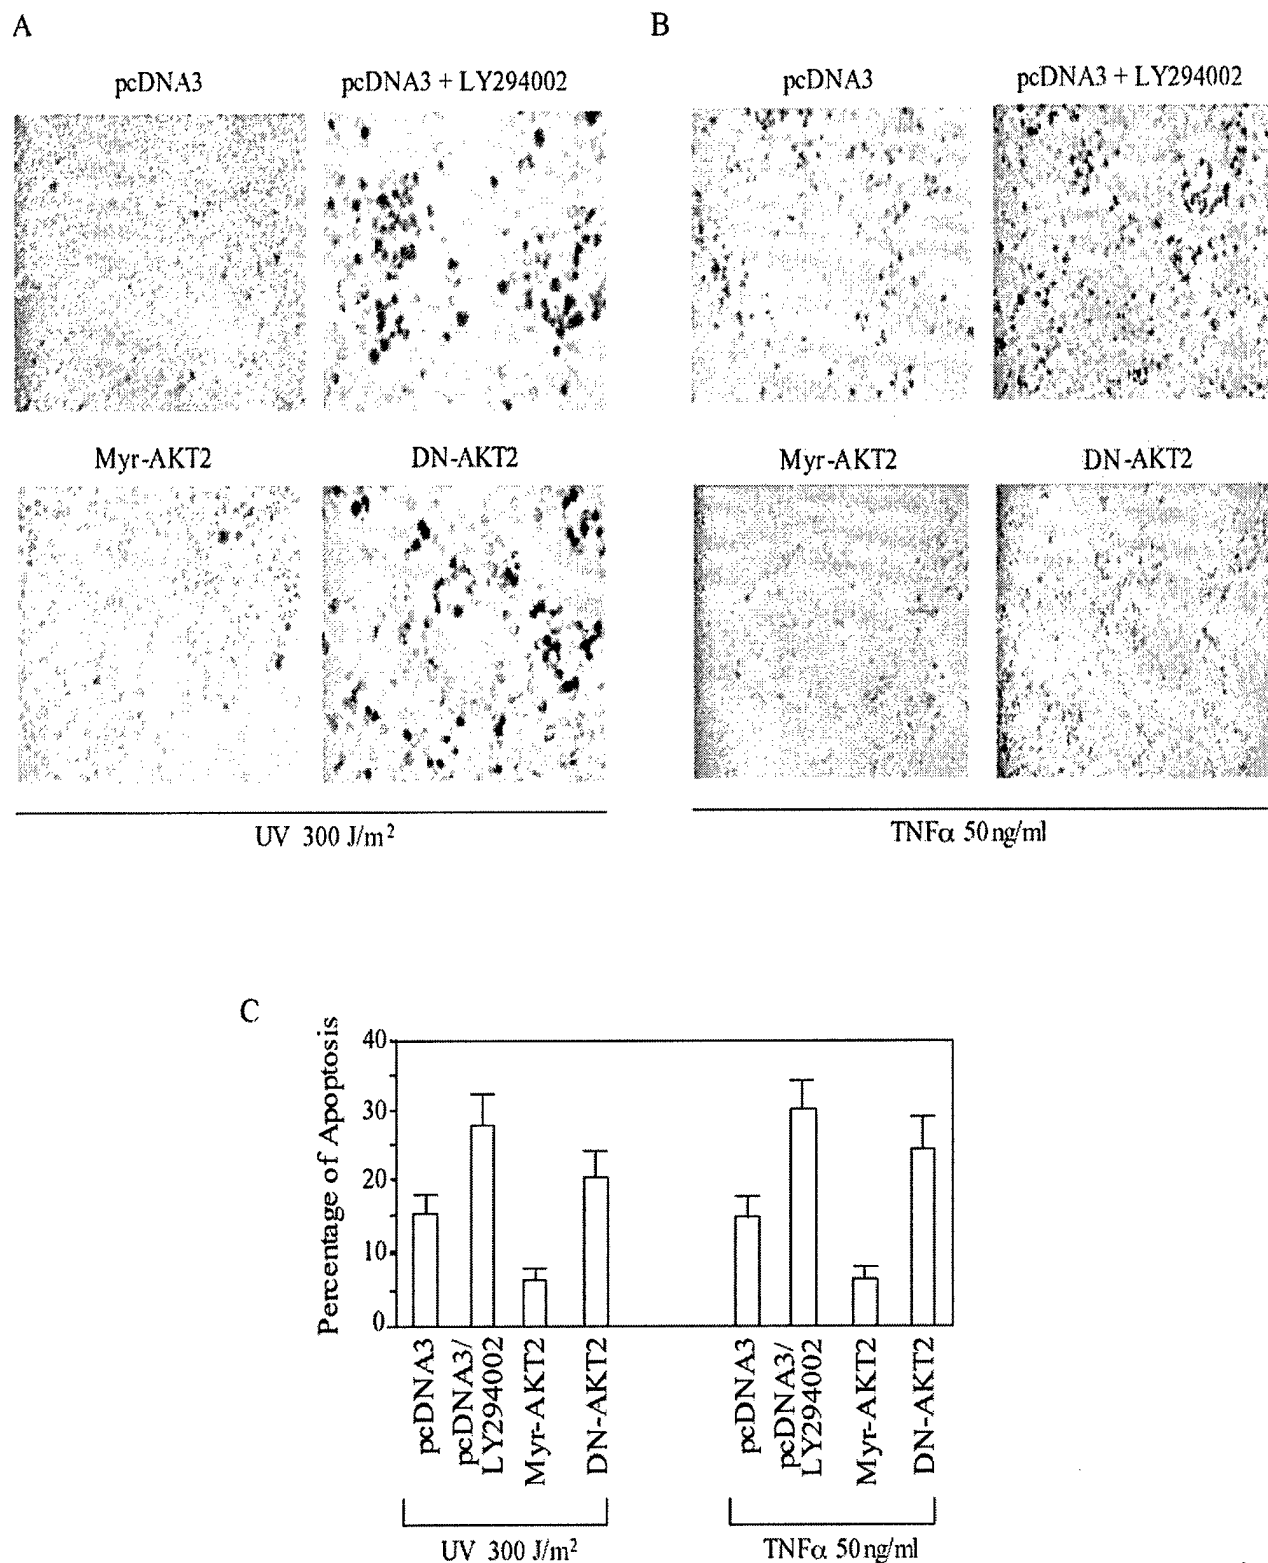 A
B
pcDNA3
pcDNA3 + LY294002
pcDNA3
pcDNA3 + LY294002
Myr-AKT2
DN-AKT2
Myr-AKT2
DN-AKT2
UV 300 J/m²
TNFα 50 ng/ml
C
Percentage of Apoptosis
40
30
20
10
0
pcDNA3
pcDNA3/
LY294002
Myr-AKT2
DN-AKT2
pcDNA3
pcDNA3/
LY294002
Myr-AKT2
DN-AKT2
UV 300 J/m²
TNFα 50 ng/ml